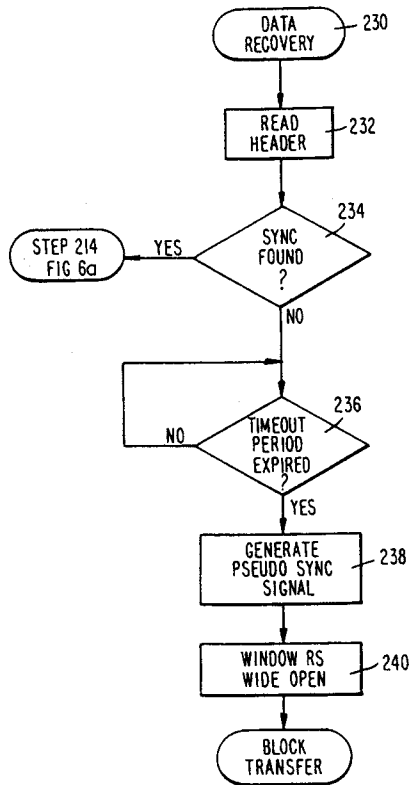 DATA
RECOVERY
230
READ
HEADER
232
234
SYNC
FOUND
?
YES
STEP 214
FIG 6a
NO
236
TIMEOUT
PERIOD
EXPIRED
?
NO
YES
GENERATE
PSEUDO SYNC
SIGNAL
238
WINDOW RS
WIDE OPEN
240
BLOCK
TRANSFER